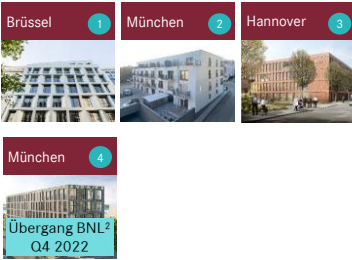 Brüssel 1
München 2
Hannover 3
München 4
Übergang BNL²
Q4 2022